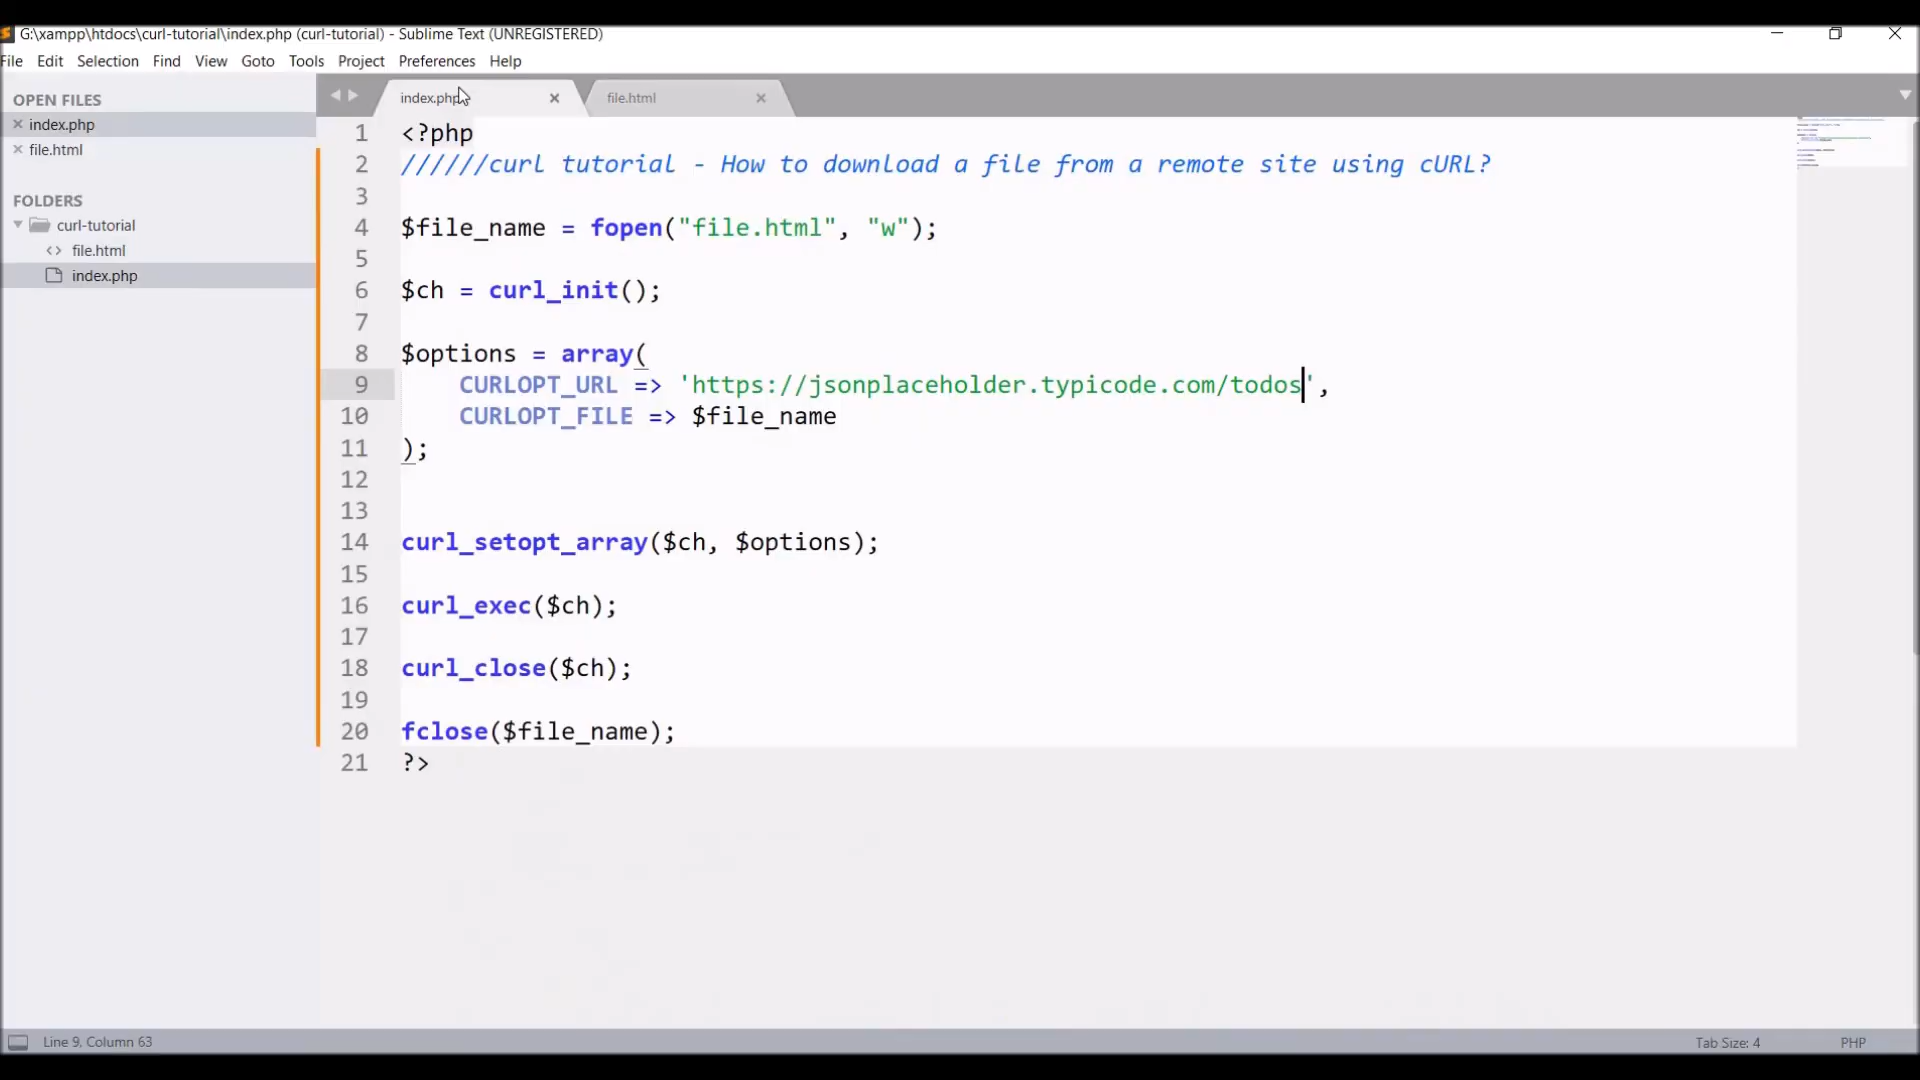 G:\xampp\htdocs\curl-tutorial\index.php (curl-tutorial) - Sublime Text (UNREGISTERED)
File Edit Selection Find View Goto Tools Project Preferences Help
OPEN FILES
index.php
file.html
FOLDERS
curl-tutorial
file.html
index.php
index.php file.html
1 <?php
2 //////curl tutorial - How to download a file from a remote site using cURL?
3
4 $file_name = fopen("file.html", "w");
5
6 $ch = curl_init();
7
8 $options = array(
9 CURLOPT_URL => 'https://jsonplaceholder.typicode.com/todos',
10 CURLOPT_FILE => $file_name
11 );
12
13
14 curl_setopt_array($ch, $options);
15
16 curl_exec($ch);
17
18 curl_close($ch);
19
20 fclose($file_name);
21 ?>
Line 9, Column 63
Tab Size: 4
PHP